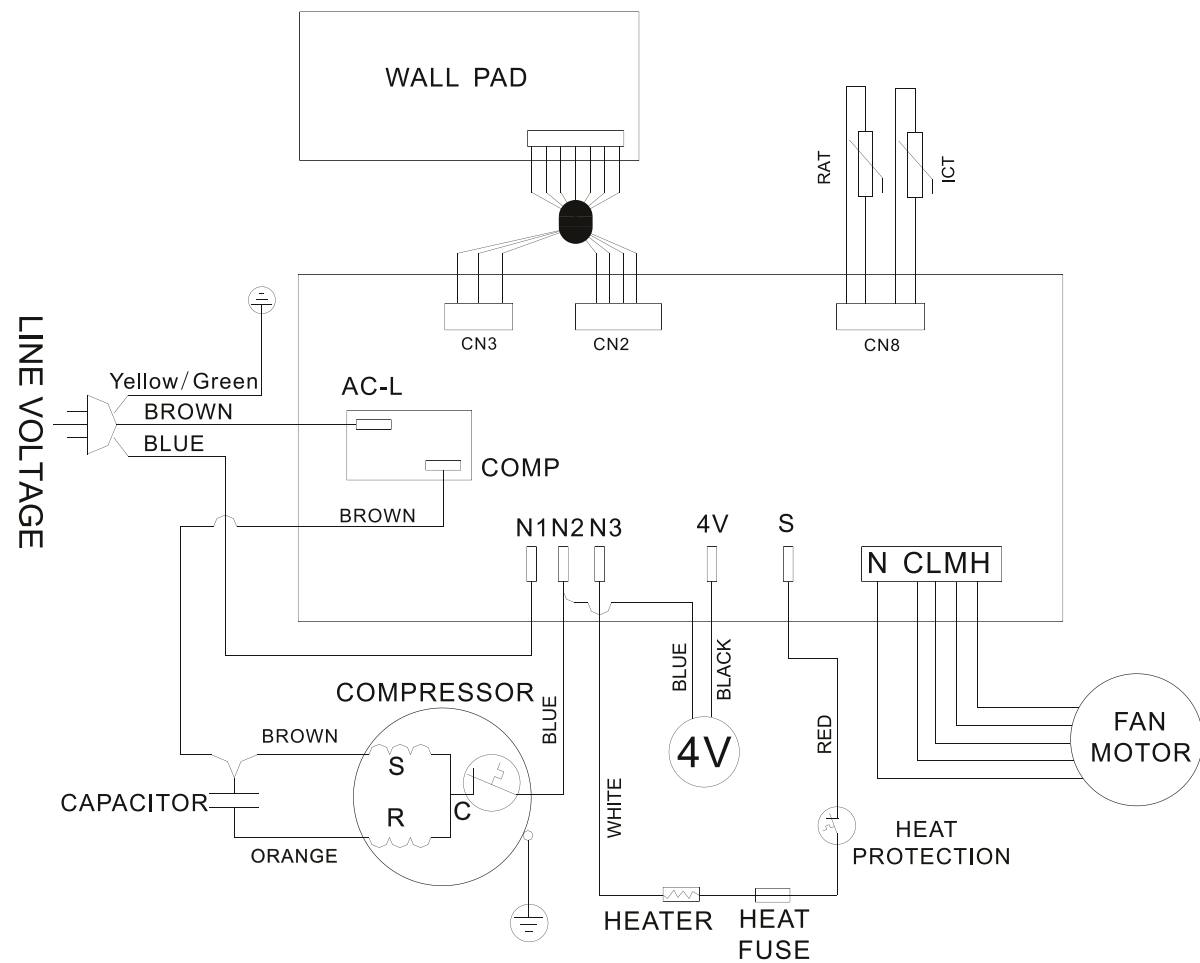 WALL PAD
RAT
ICT
CN3
CN2
CN8
LINE VOLTAGE
Yellow/Green
BROWN
BLUE
AC-L
COMP
BROWN
N1 N2 N3
4V
S
N CLMH
BLUE
BLACK
COMPRESSOR
BLUE
BROWN
S
R
C
CAPACITOR
ORANGE
4V
RED
WHITE
FAN
MOTOR
HEAT
PROTECTION
HEATER
HEAT
FUSE